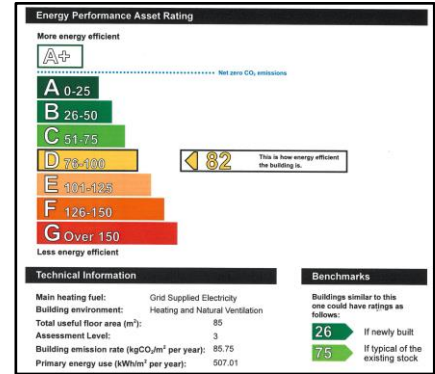 Energy Performance Asset Rating
More energy efficient
A+
Net zero CO₂ emissions
A 0-25
B 26-50
C 51-75
D 76-100
82
This is how energy efficient
the building is.
E 101-125
F 126-150
G Over 150
Less energy efficient
Technical Information
Main heating fuel: Grid Supplied Electricity
Building environment: Heating and Natural Ventilation
Total useful floor area (m²): 85
Assessment Level: 3
Building emission rate (kgCO₂/m² per year): 85.75
Primary energy use (kWh/m² per year): 507.01
Benchmarks
Buildings similar to this
one could have ratings as
follows:
26 If newly built
75 If typical of the
existing stock